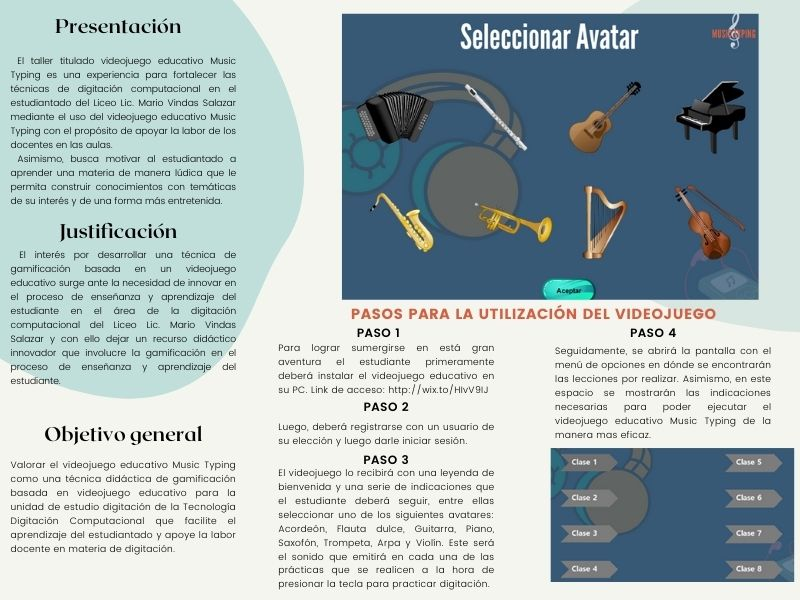 Presentación
El taller titulado videojuego educativo Music
Typing es una experiencia para fortalecer las
técnicas de digitación computacional en el
estudiantado del Liceo Lic. Mario Vindas Salazar
mediante el uso del videojuego educativo Music
Typing con el propósito de apoyar la labor de los
docentes en las aulas.
Asimismo, busca motivar al estudiantado a
aprender una materia de manera lúdica que le
permita construir conocimientos con temáticas
de su interés y de una forma más entretenida.
Justificación
El interés por desarrollar una técnica de
gamificación basada en un videojuego
educativo surge ante la necesidad de innovar en
el proceso de enseñanza y aprendizaje del
estudiante en el área de la digitación
computacional del Liceo Lic. Mario Vindas
Salazar y con ello dejar un recurso didáctico
innovador que involucre la gamificación en el
proceso de enseñanza y aprendizaje del
estudiante.
Objetivo general
Valorar el videojuego educativo Music Typing
como una técnica didáctica de gamificación
basada en videojuego educativo para la
unidad de estudio digitación de la Tecnología
Digitación Computacional que facilite el
aprendizaje del estudiantado y apoye la labor
docente en materia de digitación.
Seleccionar Avatar
MUSIC TYPING
Aceptar
PASOS PARA LA UTILIZACIÓN DEL VIDEOJUEGO
PASO 1
Para lograr sumergirse en está gran
aventura el estudiante primeramente
deberá instalar el videojuego educativo en
su PC. Link de acceso: http://wix.to/HIvV9IJ
PASO 2
Luego, deberá registrarse con un usuario de
su elección y luego darle iniciar sesión.
PASO 3
El videojuego lo recibirá con una leyenda de
bienvenida y una serie de indicaciones que
el estudiante deberá seguir, entre ellas
seleccionar uno de los siguientes avatares:
Acordeón, Flauta dulce, Guitarra, Piano,
Saxofón, Trompeta, Arpa y Violín. Este será
el sonido que emitirá en cada una de las
prácticas que se realicen a la hora de
presionar la tecla para practicar digitación.
PASO 4
Seguidamente, se abrirá la pantalla con el
menú de opciones en dónde se encontrarán
las lecciones por realizar. Asimismo, en este
espacio se mostrarán las indicaciones
necesarias para poder ejecutar el
videojuego educativo Music Typing de la
manera mas eficaz.
Clase 1
Clase 2
Clase 3
Clase 4
Clase 5
Clase 6
Clase 7
Clase 8